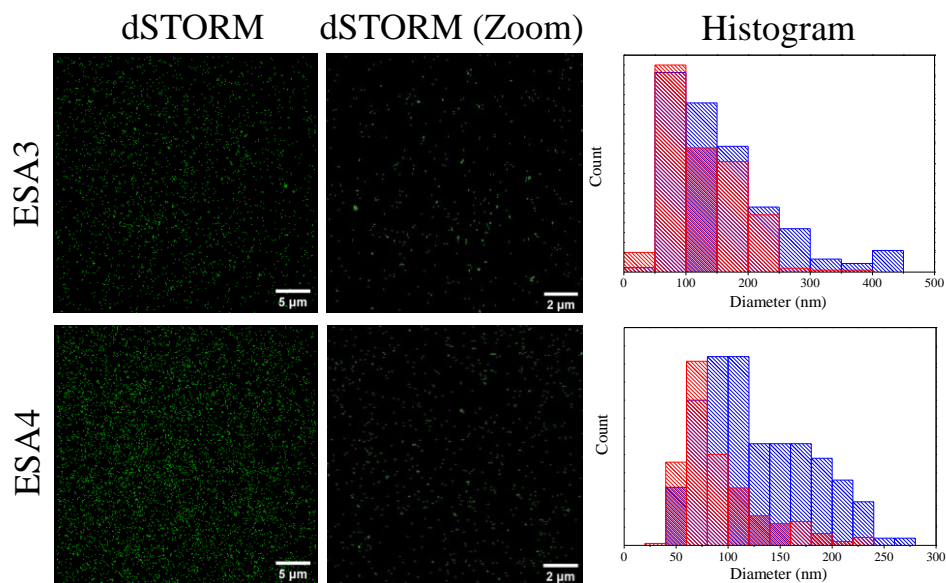 dSTORM
dSTORM (Zoom)
Histogram
ESA3
5 µm
2 µm
Count
0
100
200
300
400
500
Diameter (nm)
ESA4
5 µm
2 µm
Count
0
50
100
150
200
250
300
Diameter (nm)